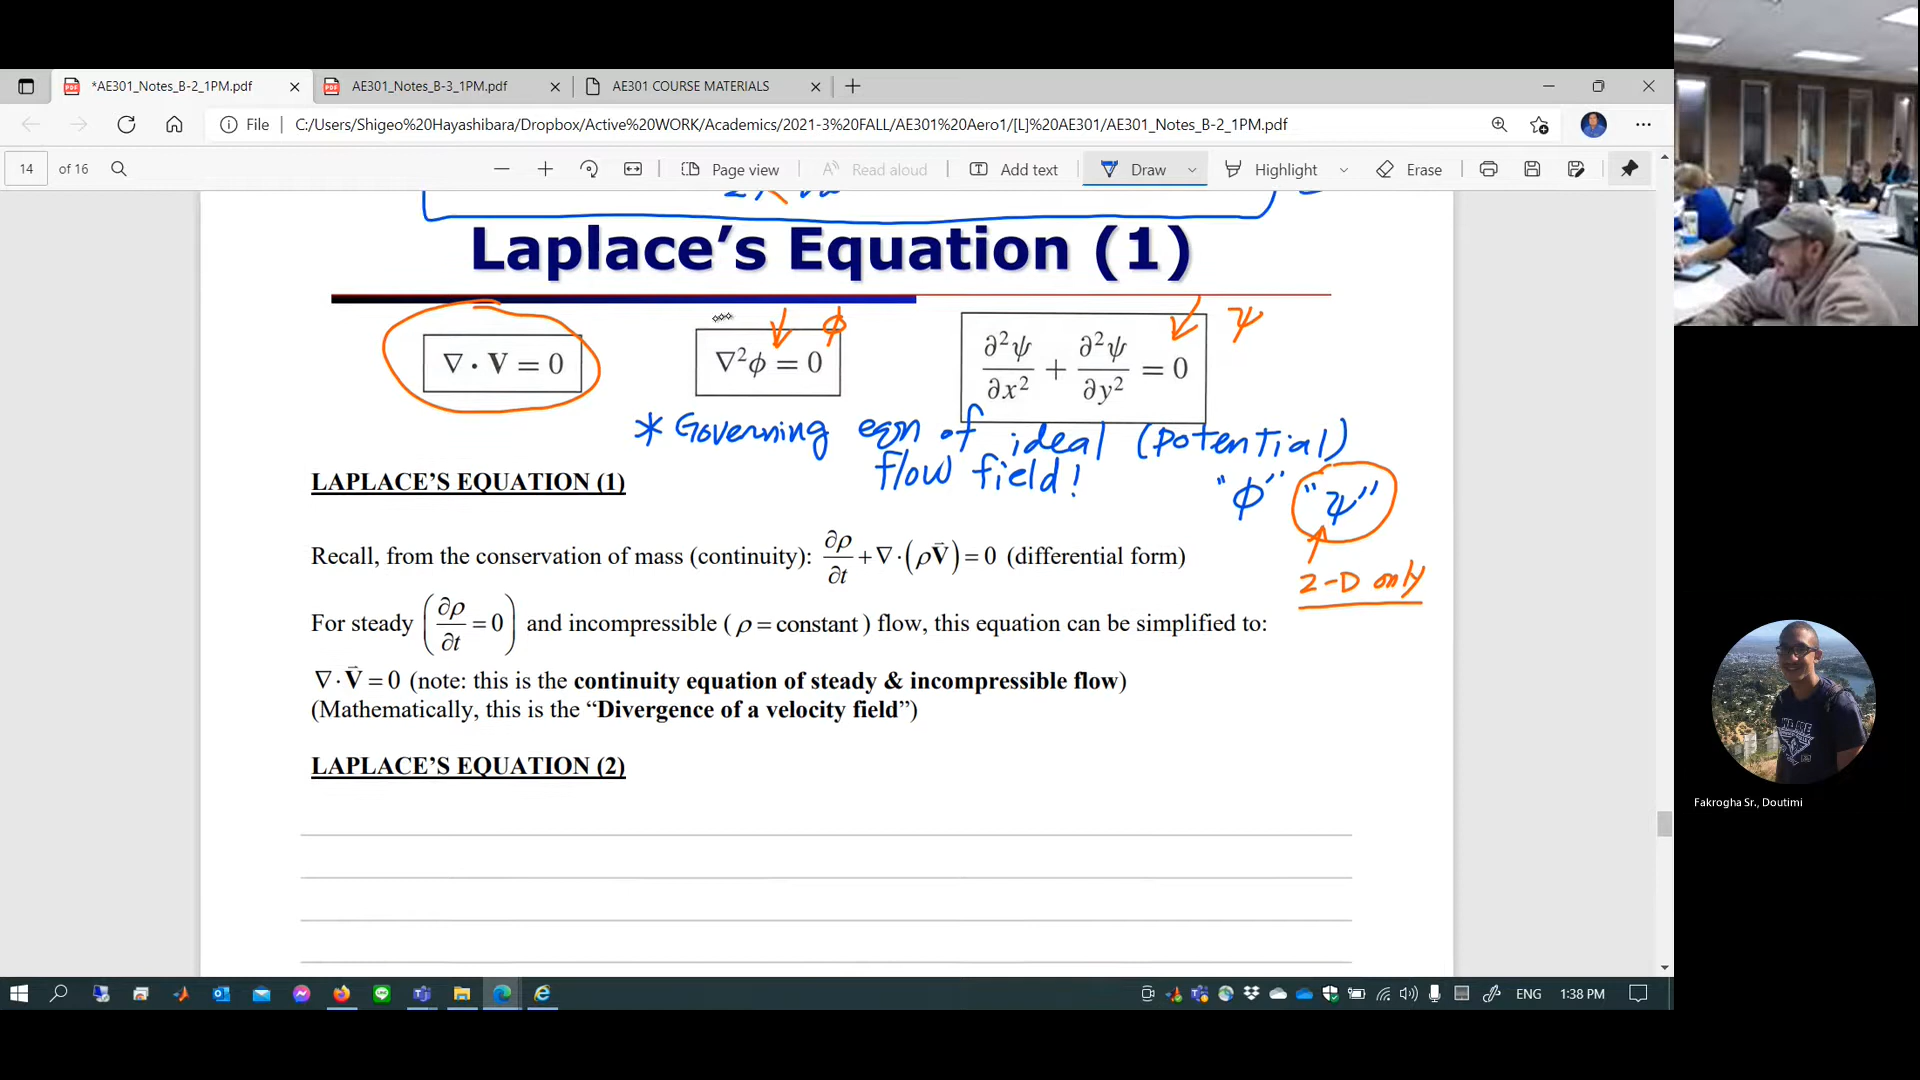 *AE301_Notes_B-2_1PM.pdf
AE301_Notes_B-3_1PM.pdf
AE301 COURSE MATERIALS
File
C:/Users/Shigeo%20Hayashibara/Dropbox/Active%20WORK/Academics/2021-3%20FALL/AE301%20Aero1/[L]%20AE301/AE301_Notes_B-2_1PM.pdf
14 of 16
Page view
Read aloud
Add text
Draw
Highlight
Erase
Laplace’s Equation (1)
∇ · V = 0
∇²ϕ = 0
ϕ
∂²ψ/∂x² + ∂²ψ/∂y² = 0
ψ
* Governing eqn of ideal (potential)
flow field!
"ϕ" "ψ"
2-D only
LAPLACE’S EQUATION (1)
Recall, from the conservation of mass (continuity): ∂ρ/∂t + ∇·(ρV⃗) = 0 (differential form)
For steady (∂ρ/∂t = 0) and incompressible (ρ = constant) flow, this equation can be simplified to:
∇·V⃗ = 0 (note: this is the continuity equation of steady & incompressible flow)
(Mathematically, this is the “Divergence of a velocity field”)
LAPLACE’S EQUATION (2)
ENG
1:38 PM
Fakrogha Sr., Doutimi